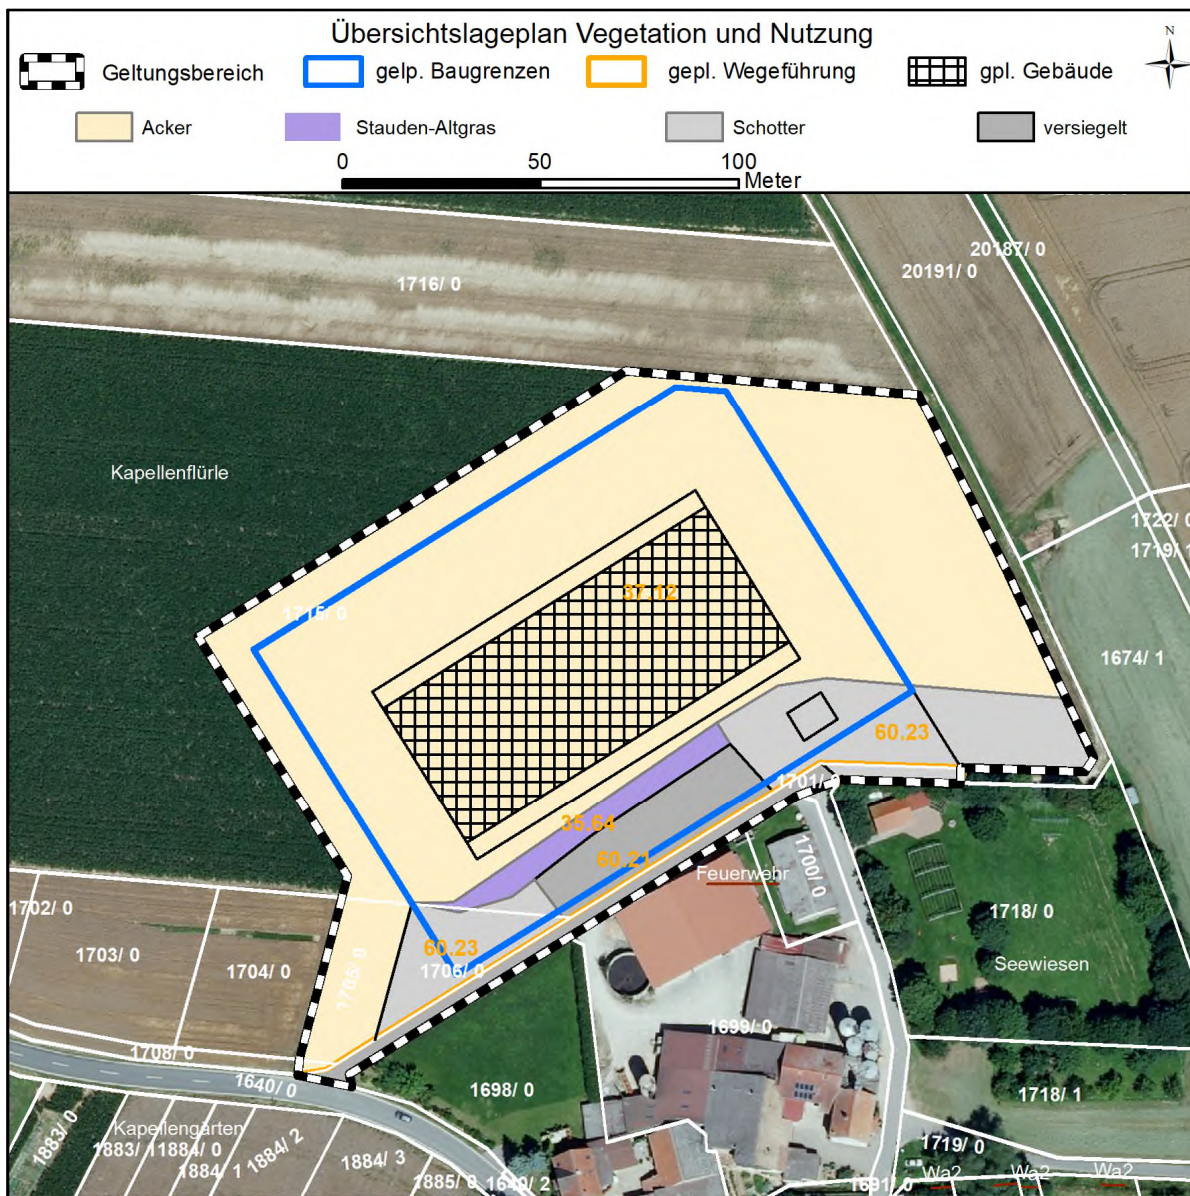 Übersichtslageplan Vegetation und Nutzung
N
Geltungsbereich
gelp. Baugrenzen
gepl. Wegeführung
gpl. Gebäude
Acker
Stauden-Altgras
Schotter
versiegelt
0 50 100
Meter
20187/ 0
20191/ 0
1716/ 0
Kapellenflürle
1722/ 0
1719/ 1
37.12
1715/ 0
1674/ 1
60.23
1701/
35.64
60.21
Feuerwehr
1700/ 0
1702/ 0
1718/ 0
1703/ 0
1704/ 0
60.23
1706/ 0
1705/ 0
Seewiesen
1699/ 0
1708/ 0
1640/ 0
1698/ 0
1718/ 1
1883/ 0
Kapellengärten
1883/ 1
1884/ 0
1884/ 2
1884/ 1
1884/ 3
1719/ 0
1885/ 0
1640/ 2
1691/ 0
Wa2
Wa2
Wa2